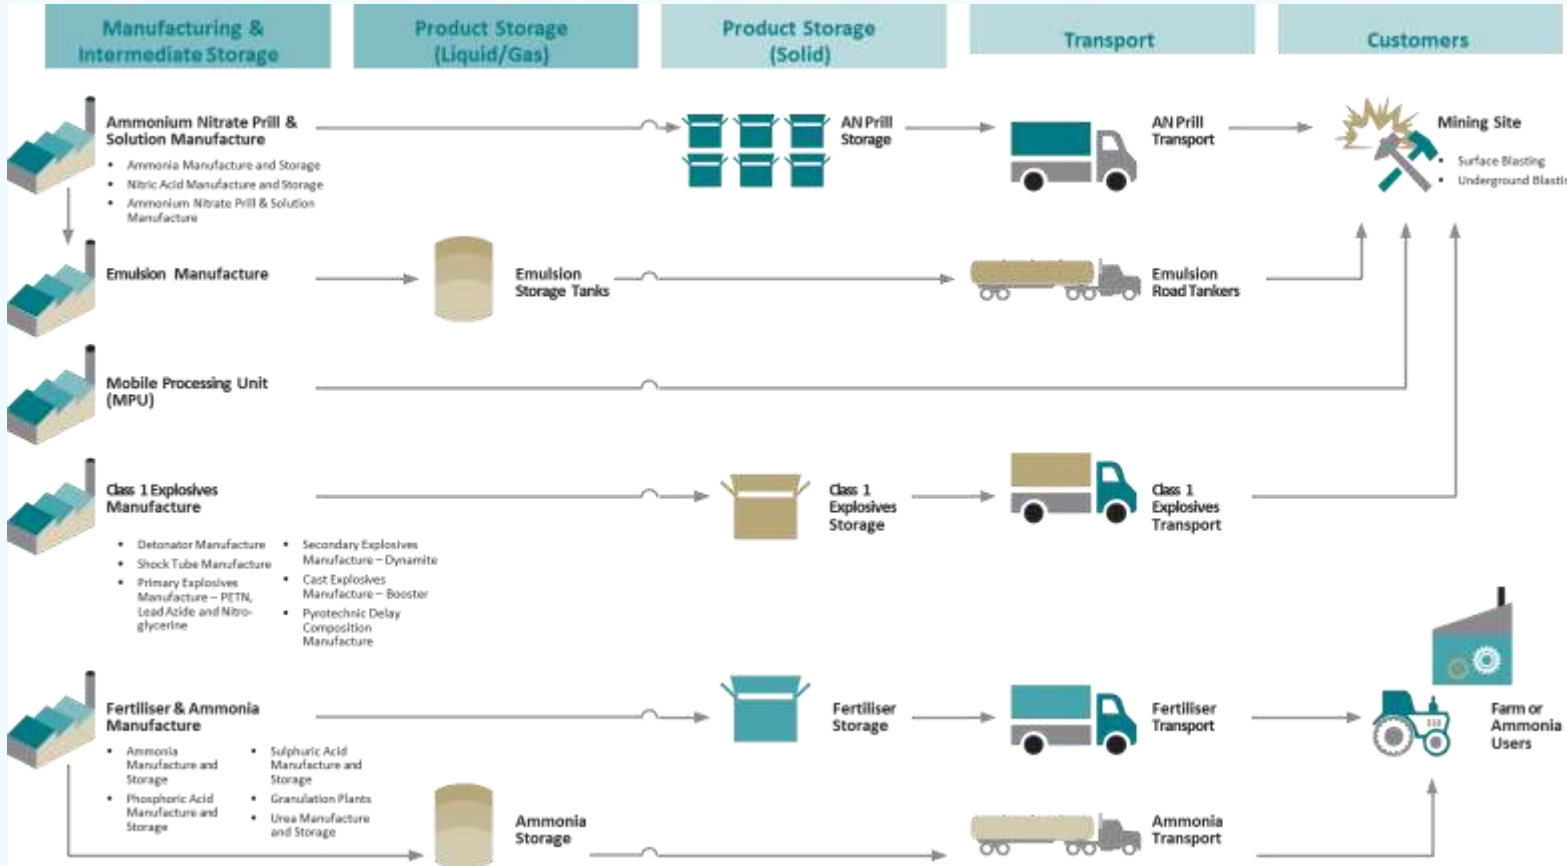 Manufacturing &
Intermediate Storage
Product Storage
(Liquid/Gas)
Product Storage
(Solid)
Transport
Customers
Ammonium Nitrate Prill &
Solution Manufacture
• Ammonia Manufacture and Storage
• Nitric Acid Manufacture and Storage
• Ammonium Nitrate Prill & Solution
Manufacture
AN Prill
Storage
AN Prill
Transport
Mining Site
• Surface Blasting
• Underground Blastin
Emulsion Manufacture
Emulsion
Storage Tanks
Emulsion
Road Tankers
Mobile Processing Unit
(MPU)
Class 1 Explosives
Manufacture
• Detonator Manufacture
• Shock Tube Manufacture
• Primary Explosives
Manufacture – PETN,
Lead Azide and Nitro-
glycerine
• Secondary Explosives
Manufacture – Dynamite
• Cast Explosives
Manufacture – Booster
• Pyrotechnic Delay
Composition
Manufacture
Class 1
Explosives
Storage
Class 1
Explosives
Transport
Fertiliser & Ammonia
Manufacture
• Ammonia
Manufacture and
Storage
• Phosphoric Acid
Manufacture and
Storage
• Sulphuric Acid
Manufacture and
Storage
• Granulation Plants
• Urea Manufacture
and Storage
Fertiliser
Storage
Fertiliser
Transport
Farm or
Ammonia
Users
Ammonia
Storage
Ammonia
Transport